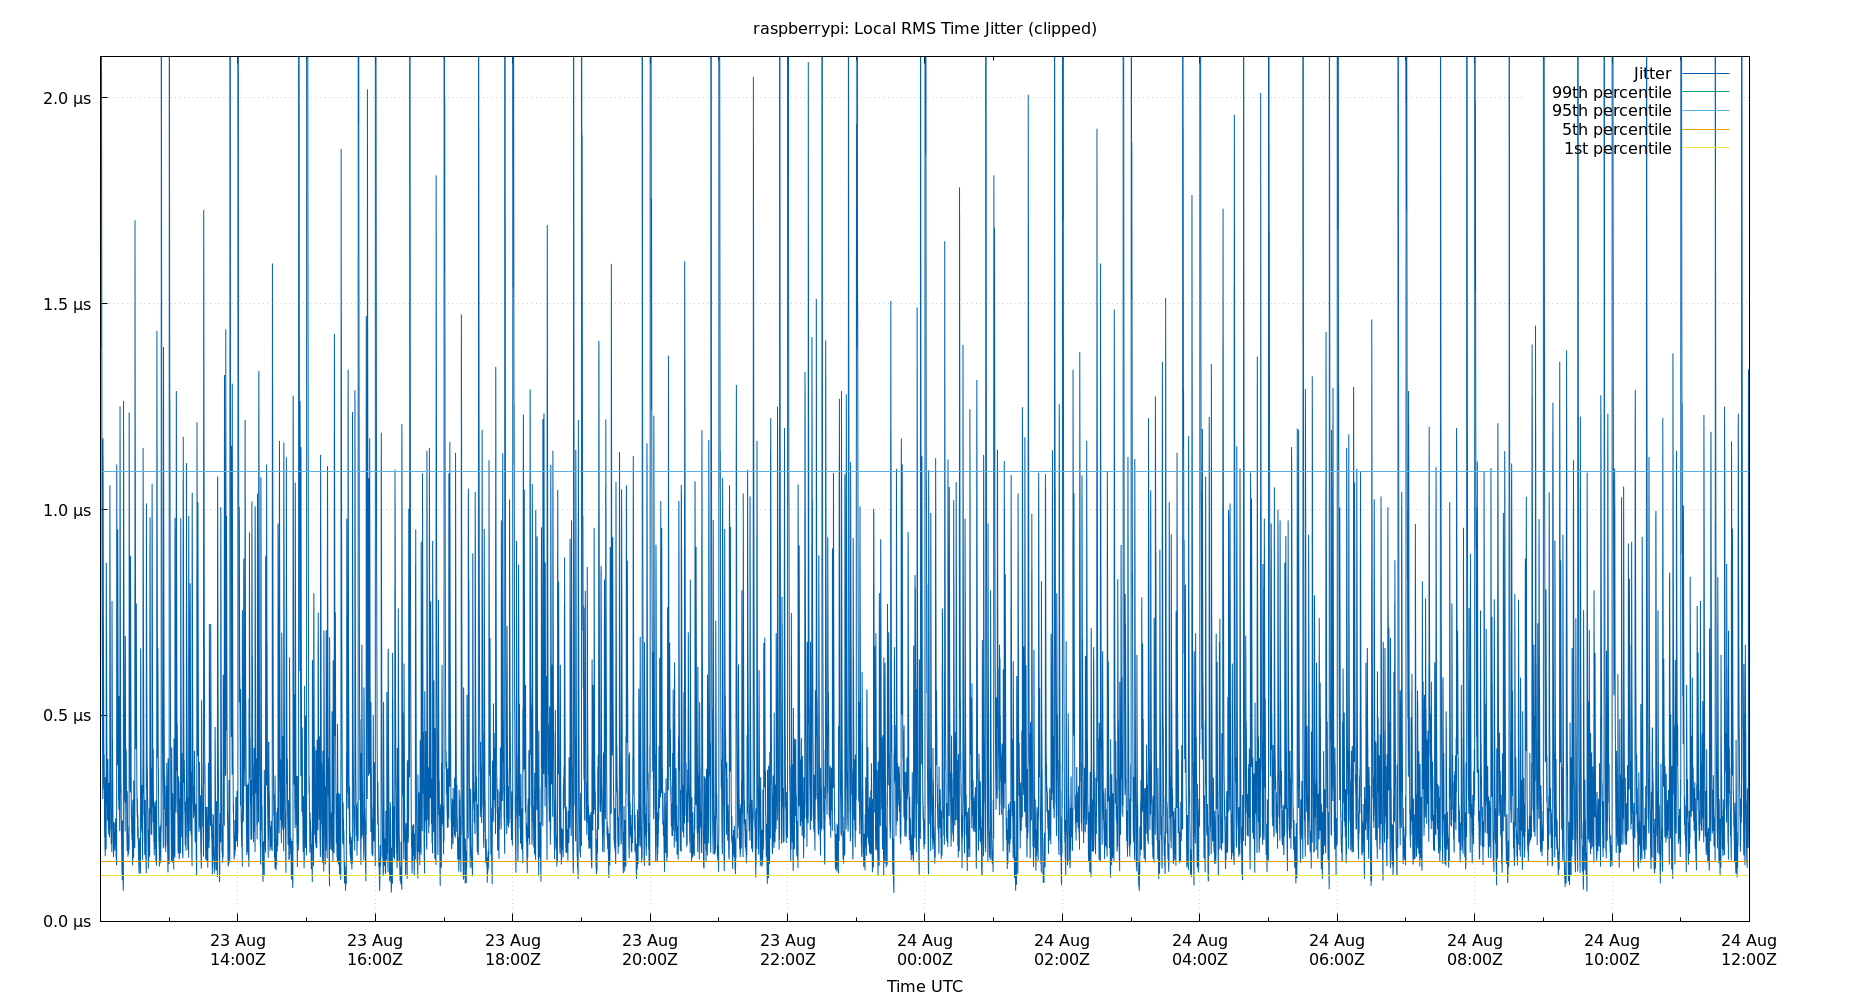 raspberrypi: Local RMS Time Jitter (clipped)
2.0 µs
1.5 µs
1.0 µs
0.5 µs
0.0 µs
Jitter
99th percentile
95th percentile
5th percentile
1st percentile
23 Aug 23 Aug 23 Aug 23 Aug 23 Aug 24 Aug 24 Aug 24 Aug 24 Aug 24 Aug 24 Aug 24 Aug
14:00Z 16:00Z 18:00Z 20:00Z 22:00Z 00:00Z 02:00Z 04:00Z 06:00Z 08:00Z 10:00Z 12:00Z
Time UTC